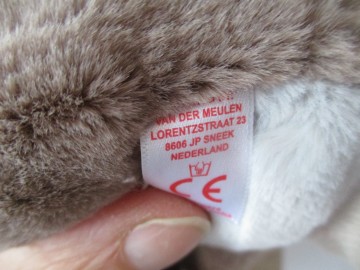 VAN DER MEULEN
LORENTZSTRAAT 23
8606 JP SNEEK
NEDERLAND
CE